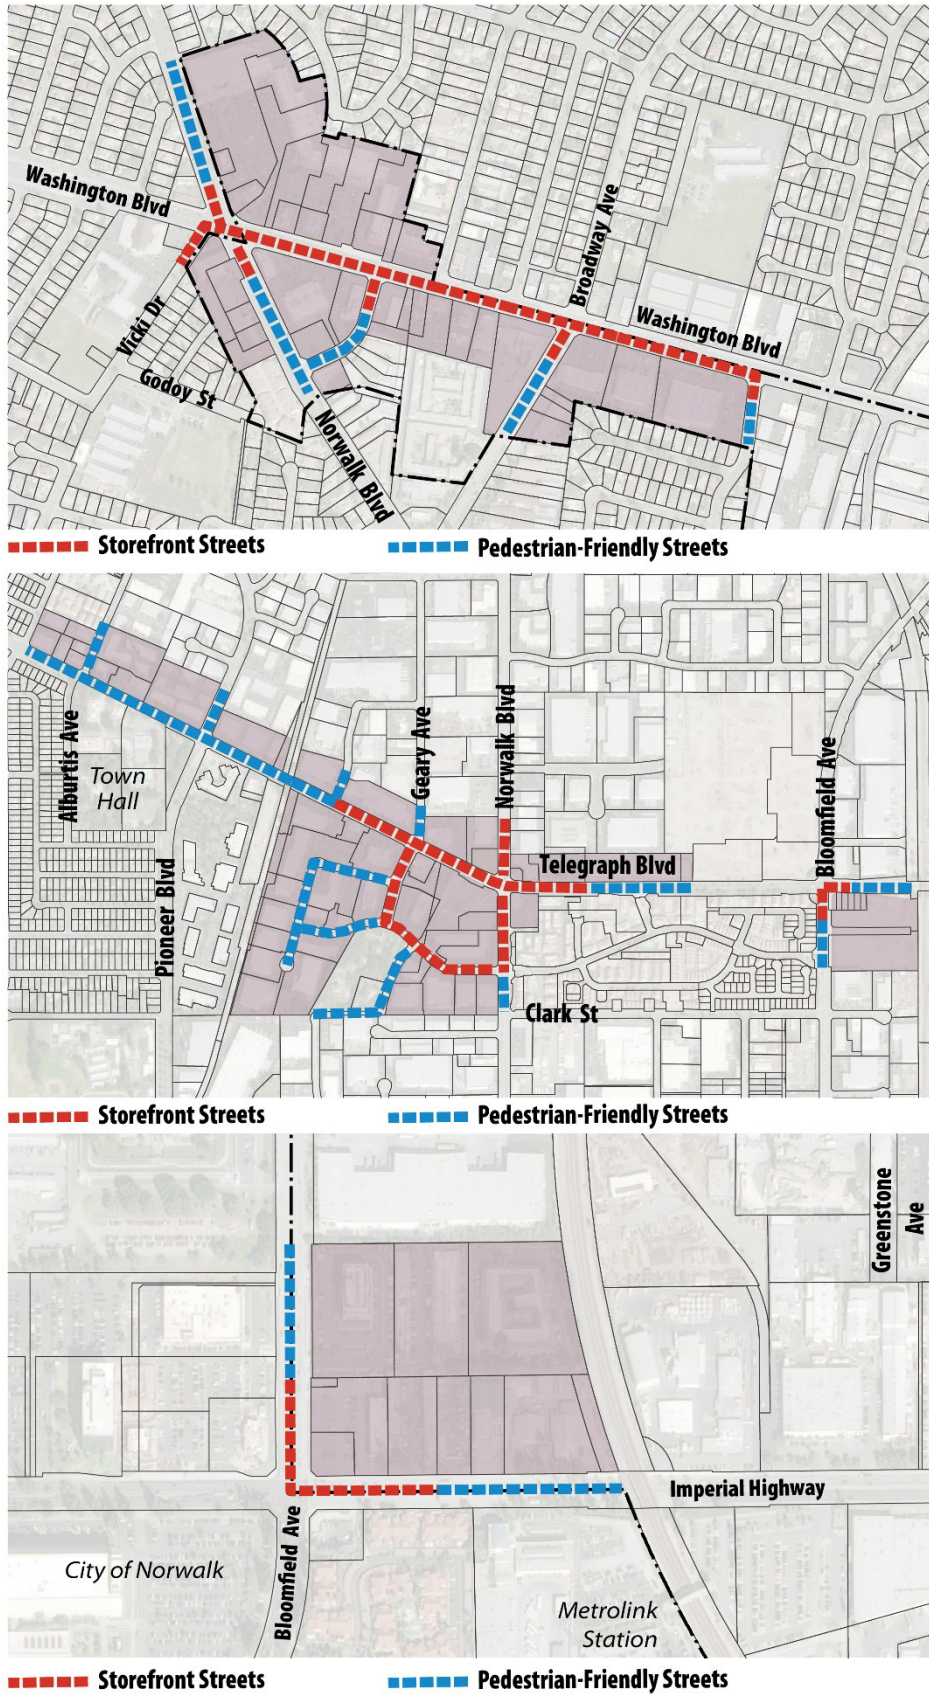 Washington Blvd
Broadway Ave
Washington Blvd
Vicki Dr
Godoy St
Norwalk Blvd
Storefront Streets
Pedestrian-Friendly Streets
Alburtis Ave
Town
Hall
Geary Ave
Norwalk Blvd
Bloomfield Ave
Telegraph Blvd
Pioneer Blvd
Clark St
Storefront Streets
Pedestrian-Friendly Streets
Greenstone
Ave
Imperial Highway
Bloomfield Ave
City of Norwalk
Metrolink
Station
Storefront Streets
Pedestrian-Friendly Streets